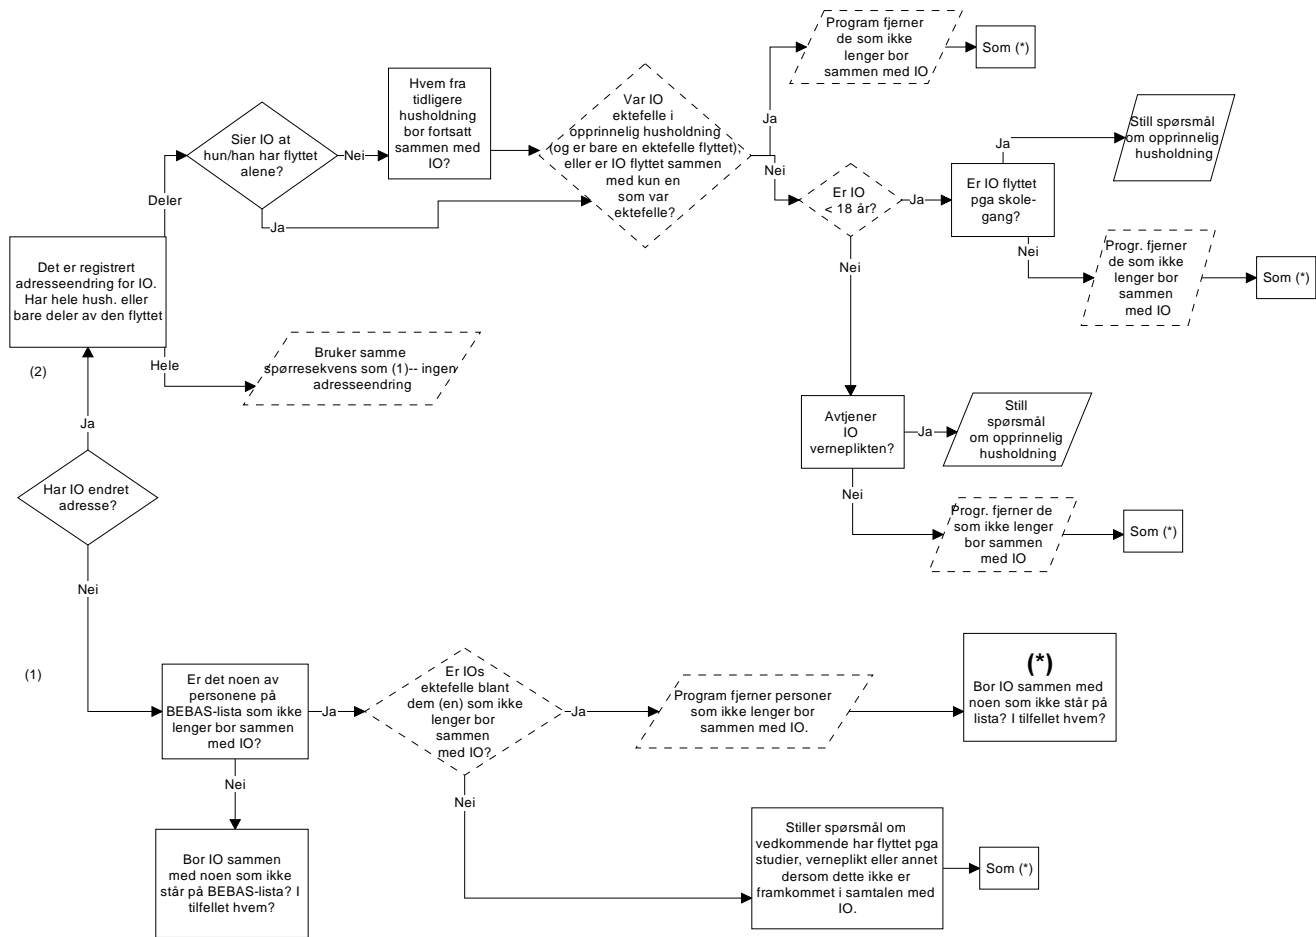 Program fjerner
de som ikke
lenger bor
sammen med IO
Som (*)
Hvem fra
tidligere
husholdning
bor fortsatt
sammen med
IO?
Var IO
ektefelle i
opprinnelig husholdning
(og er bare en ektefelle flyttet)
eller er IO flyttet sammen
med kun en
som var
ektefelle?
Ja
Nei
Sier IO at
hun/han har flyttet
alene?
Nei
Ja
Deler
Er IO
< 18 år?
Ja
Nei
Er IO flyttet
pga skole-
gang?
Ja
Nei
Still spørsmål
om opprinnelig
husholdning
Progr. fjerner
de som ikke
lenger bor
sammen
med IO
Som (*)
Det er registrert
adresseendring for IO.
Har hele hush. eller
bare deler av den flyttet
Hele
Bruker samme
spørresekvens som (1)-- ingen
adresseendring
(2)
Ja
Avtjener
IO
verneplikten?
Ja
Nei
Still
spørsmål
om opprinnelig
husholdning
Har IO endret
adresse?
Nei
Progr. fjerner de
som ikke lenger
bor sammen
med IO
Som (*)
(1)
Er det noen av
personene på
BEBAS-lista som ikke
lenger bor sammen
med IO?
Ja
Nei
Er IOs
ektefelle blant
dem (en) som ikke
lenger bor
sammen
med IO?
Ja
Nei
Program fjerner personer
som ikke lenger bor
sammen med IO.
(*)
Bor IO sammen med
noen som ikke står på
lista? I tilfellet hvem?
Bor IO sammen
med noen som ikke
står på BEBAS-lista? I
tilfellet hvem?
Stiller spørsmål om
vedkommende har flyttet pga
studier, verneplikt eller annet
dersom dette ikke er
framkommet i samtalen med
IO.
Som (*)